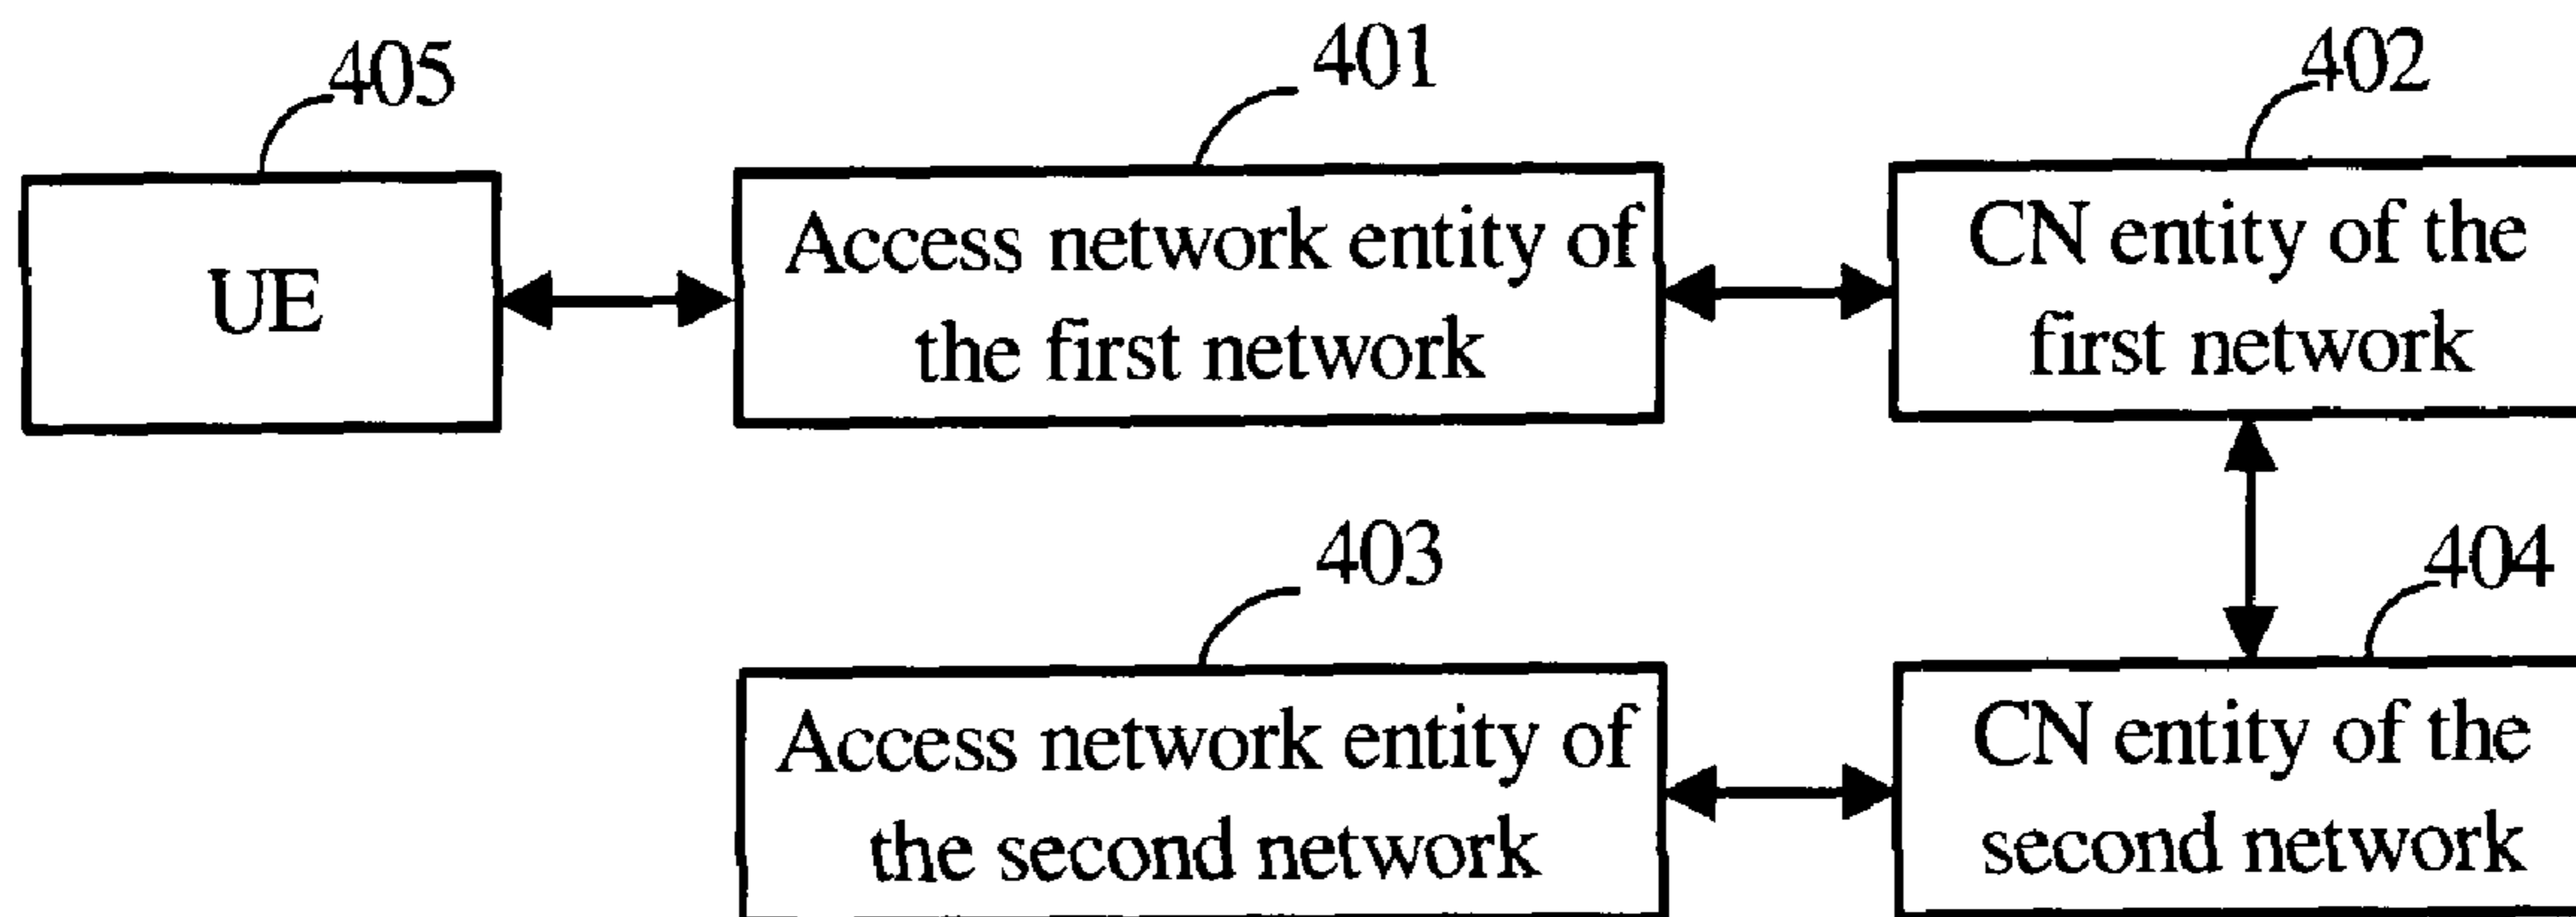 405
401
402
UE
Access network entity of
the first network
CN entity of the
first network
403
404
Access network entity of
the second network
CN entity of the
second network